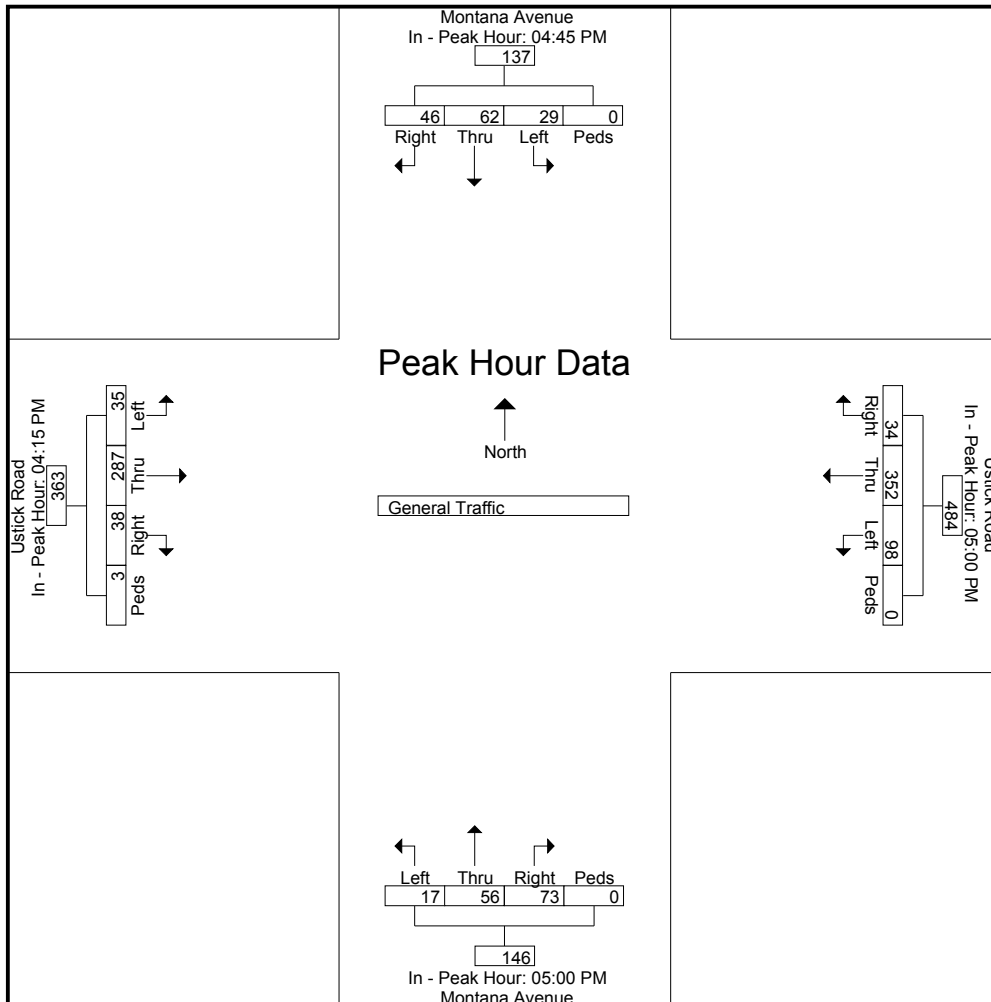 Montana Avenue
In - Peak Hour: 04:45 PM
137
46 62 29 0
Right Thru Left Peds
Peak Hour Data
North
General Traffic
Ustick Road
In - Peak Hour: 04:15 PM
363
35 287 38 3
Left Thru Right Peds
Right Thru Left Peds
34 352 98 0
484
In - Peak Hour: 05:00 PM
Ustick Road
Left Thru Right Peds
17 56 73 0
146
In - Peak Hour: 05:00 PM
Montana Avenue